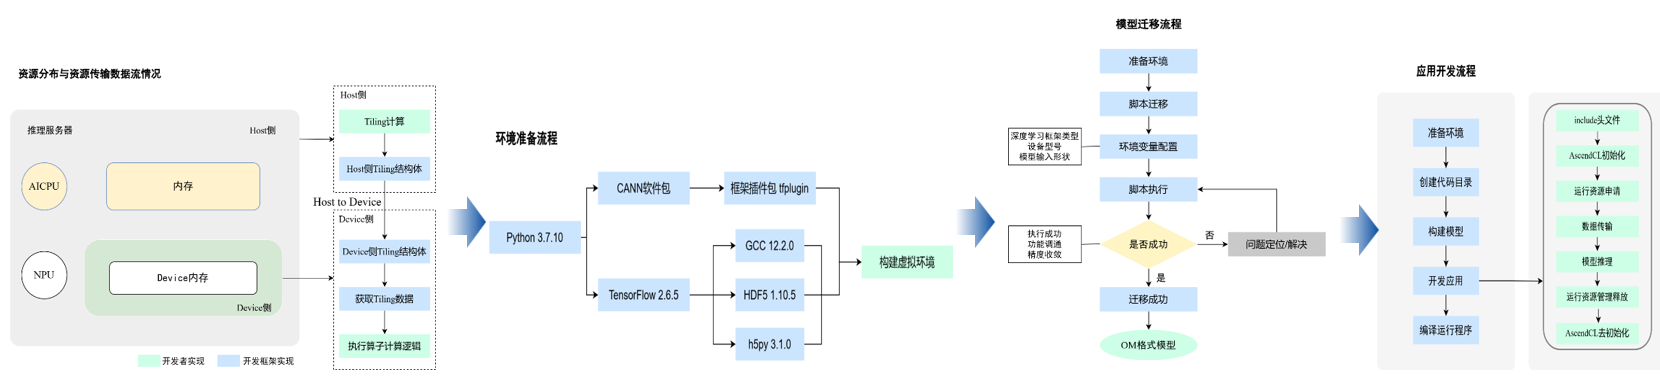 资源分布与资源传输数据流情况
推理服务器
Host侧
AICPU
内存
NPU
Device内存
Device侧
开发者实现
开发框架实现
Host侧
Tiling计算
Host侧Tiling结构体
Host to Device
Device侧
Device侧Tiling结构体
获取Tiling数据
执行算子计算逻辑
环境准备流程
Python 3.7.10
CANN软件包
框架插件包 tfplugin
TensorFlow 2.6.5
GCC 12.2.0
HDF5 1.10.5
h5py 3.1.0
构建虚拟环境
模型迁移流程
准备环境
脚本迁移
深度学习框架类型
设备型号
模型输入形状
环境变量配置
脚本执行
执行成功
功能调通
精度收敛
是否成功
否
问题定位/解决
是
迁移成功
OM格式模型
应用开发流程
准备环境
创建代码目录
构建模型
开发应用
编译运行程序
include头文件
AscendCL初始化
运行资源申请
数据传输
模型推理
运行资源管理释放
AscendCL去初始化